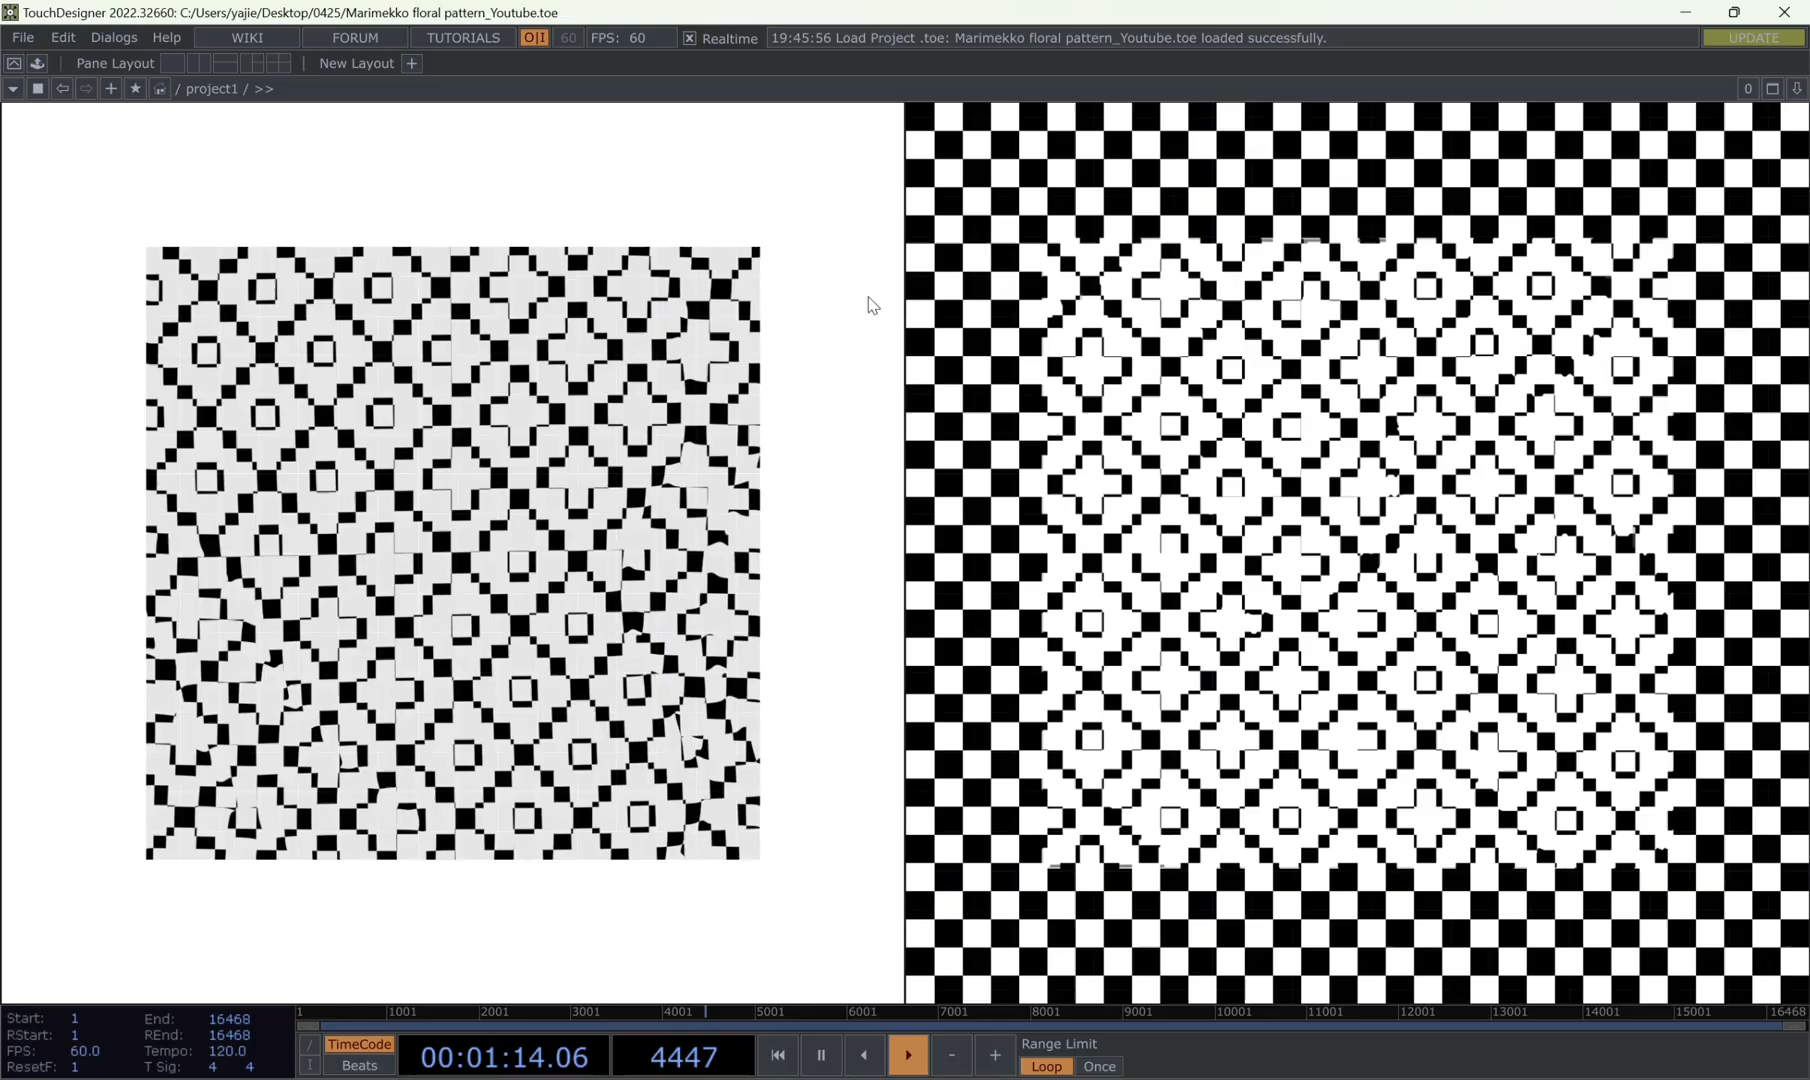 TouchDesigner 2022.32660: C:/Users/yajie/Desktop/0425/Marimekko floral pattern_Youtube.toe
File Edit Dialogs Help WIKI FORUM TUTORIALS O|I 60 FPS: 60 Realtime 19:45:56 Load Project .toe: Marimekko floral pattern_Youtube.toe loaded successfully. UPDATE
Pane Layout New Layout +
/ project1 / >> 0
Start: 1 End: 16468
RStart: 1 REnd: 16468
FPS: 60.0 Tempo: 120.0
ResetF: 1 T Sig: 4 4
1 1001 2001 3001 4001 5001 6001 7001 8001 9001 10001 11001 12001 13001 14001 15001 16468
TimeCode
Beats
00:01:14.06 4447
- +
Range Limit
Loop Once